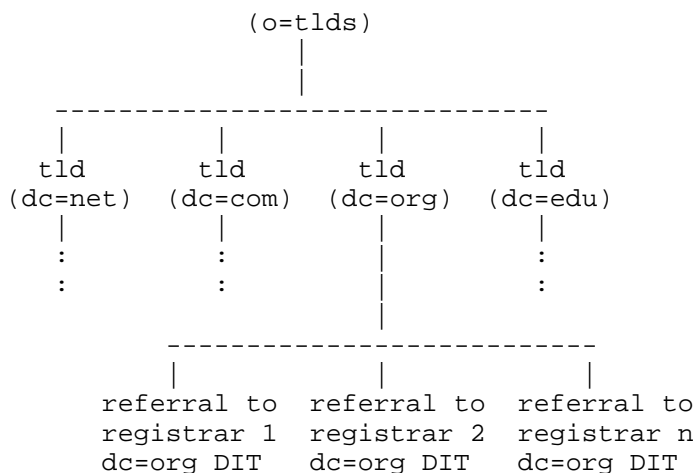 (o=tlds)
tld tld tld tld
(dc=net) (dc=com) (dc=org) (dc=edu)
: : :
: : :
referral to referral to referral to
registrar 1 registrar 2 registrar n
dc=org DIT dc=org DIT dc=org DIT